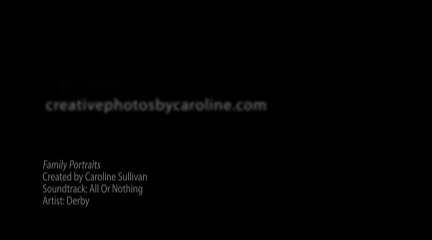 creativephotosbycaroline.com
Family Portraits
Created by Caroline Sullivan
Soundtrack: All Or Nothing
Artist: Derby